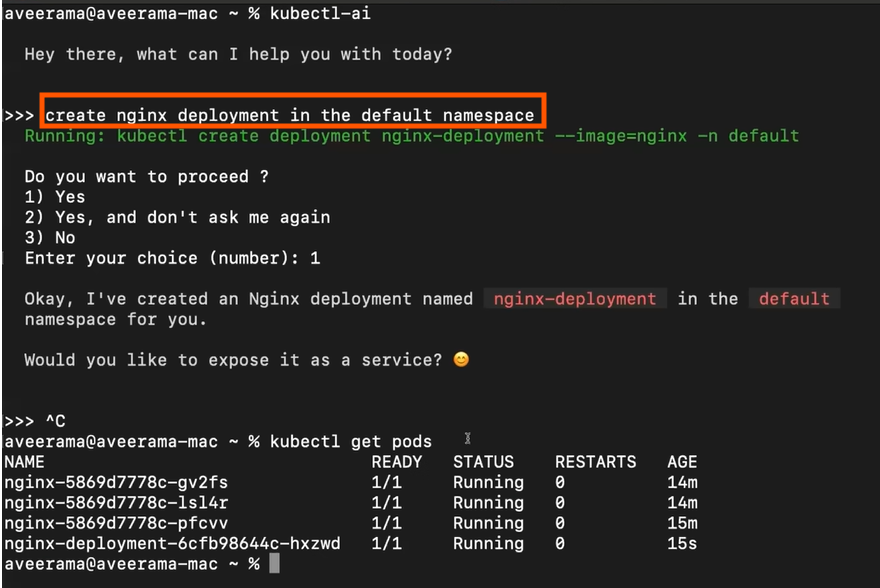 aveerama@aveerama-mac ~ % kubectl-ai
Hey there, what can I help you with today?
>>> create nginx deployment in the default namespace
Running: kubectl create deployment nginx-deployment --image=nginx -n default
Do you want to proceed ?
1) Yes
2) Yes, and don't ask me again
3) No
Enter your choice (number): 1
Okay, I've created an Nginx deployment named nginx-deployment in the default
namespace for you.
Would you like to expose it as a service? 😊
>>> ^C
aveerama@aveerama-mac ~ % kubectl get pods
NAME READY STATUS RESTARTS AGE
nginx-5869d7778c-gv2fs 1/1 Running 0 14m
nginx-5869d7778c-lsl4r 1/1 Running 0 14m
nginx-5869d7778c-pfcvv 1/1 Running 0 15m
nginx-deployment-6cfb98644c-hxzwd 1/1 Running 0 15s
aveerama@aveerama-mac ~ %